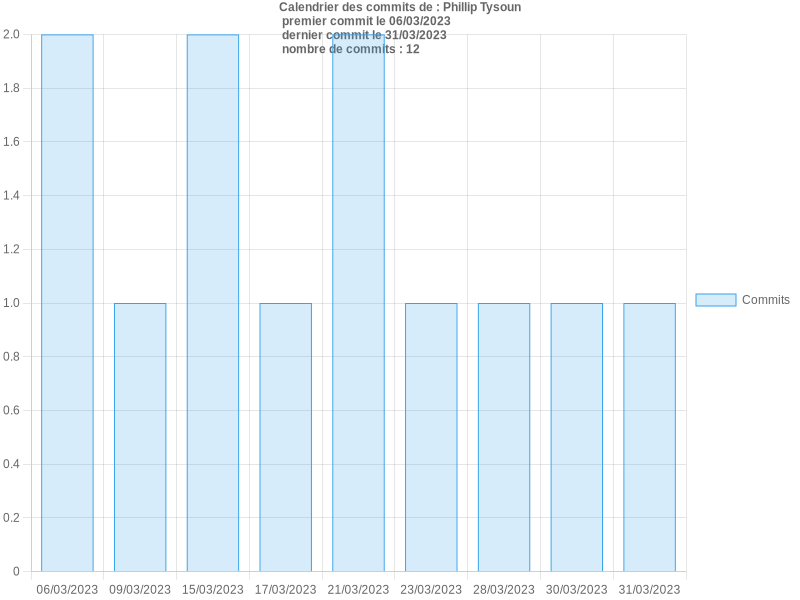 Calendrier des commits de : Phillip Tysoun
premier commit le 06/03/2023
dernier commit le 31/03/2023
nombre de commits : 12
2.0
1.8
1.6
1.4
1.2
1.0
0.8
0.6
0.4
0.2
0
Commits
06/03/2023 09/03/2023 15/03/2023 17/03/2023 21/03/2023 23/03/2023 28/03/2023 30/03/2023 31/03/2023